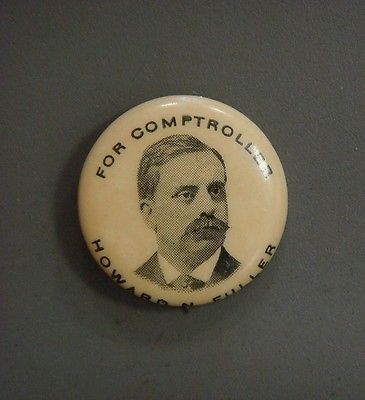 FOR COMPTROLLER
HOWARD N. FULLER